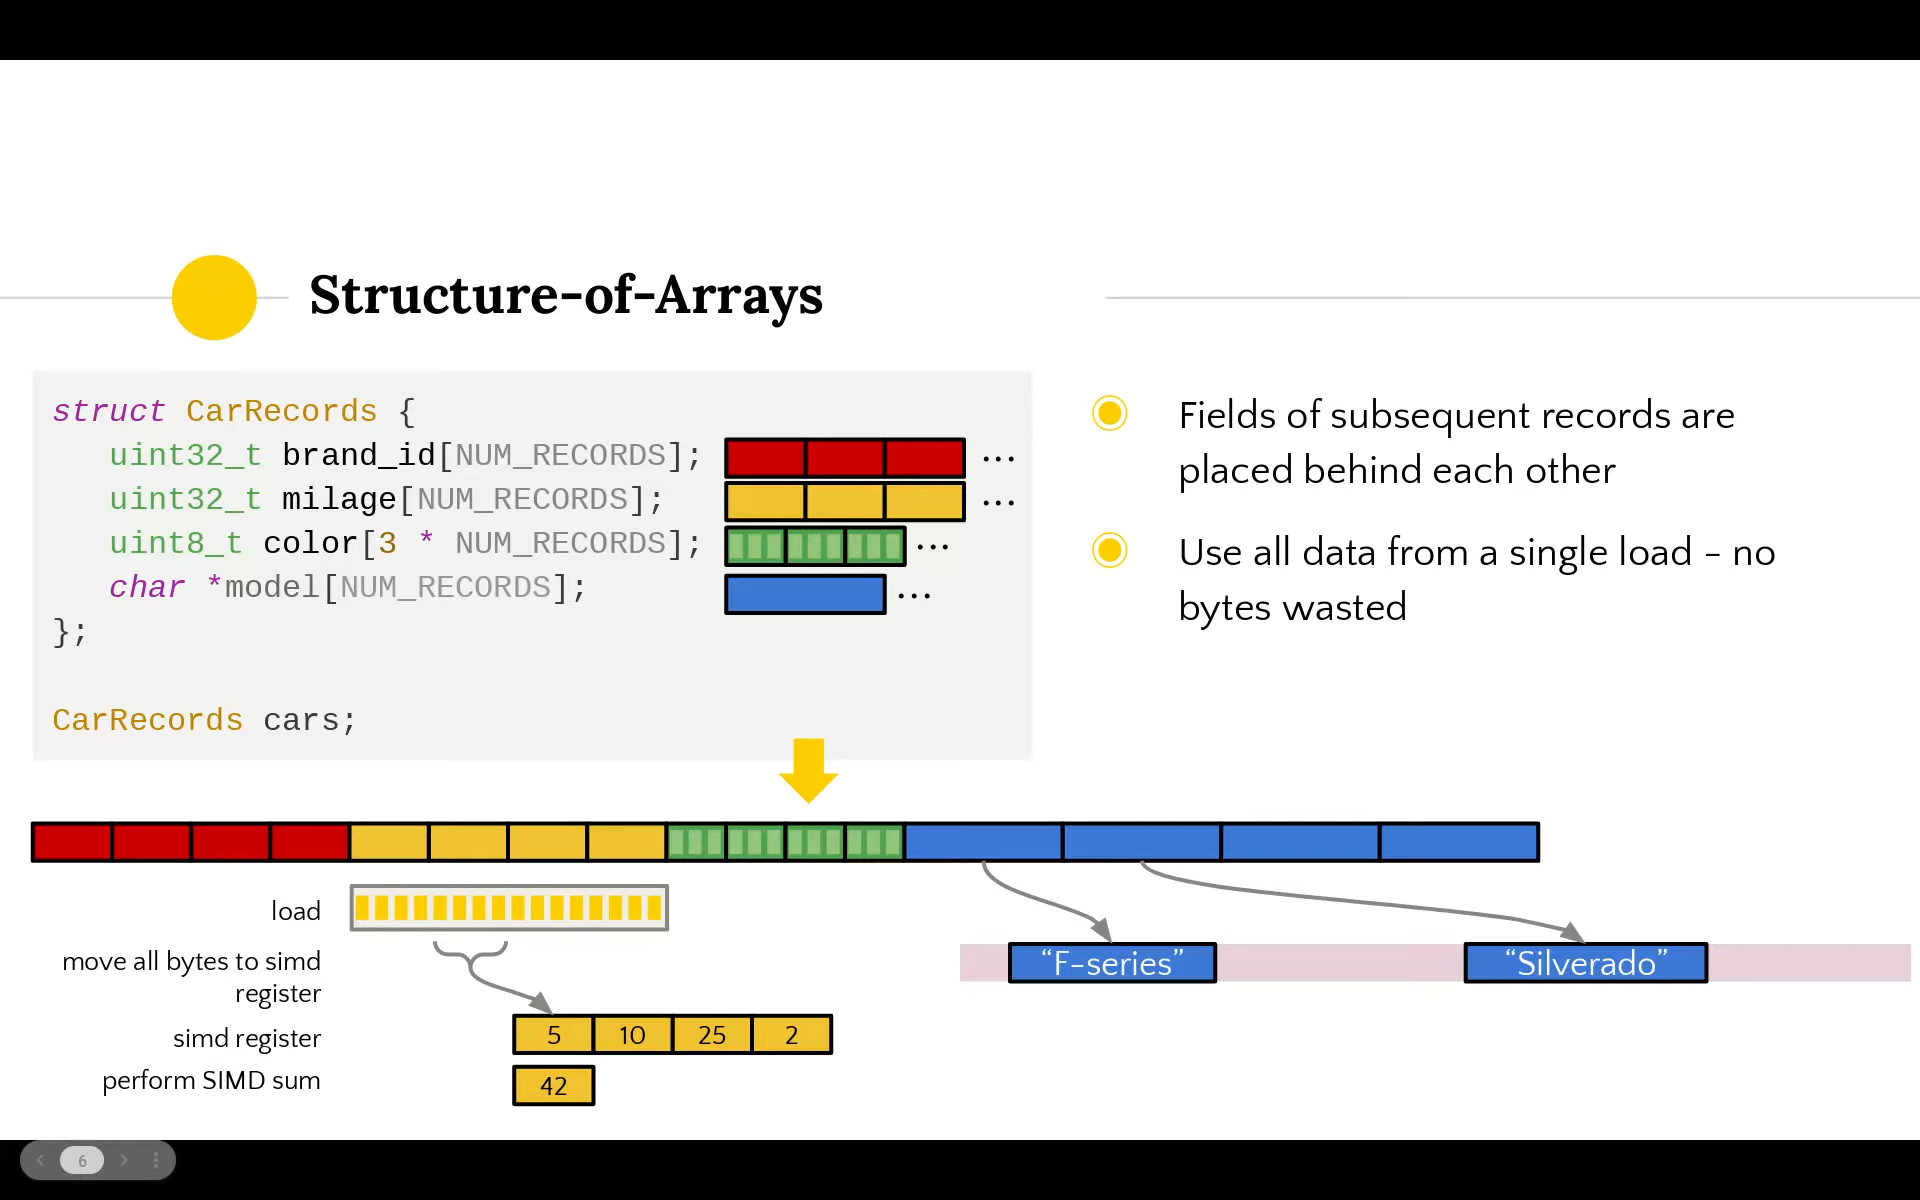 Structure-of-Arrays
struct CarRecords {
uint32_t brand_id[NUM_RECORDS]; ...
uint32_t milage[NUM_RECORDS]; ...
uint8_t color[3 * NUM_RECORDS]; ...
char *model[NUM_RECORDS]; ...
};
CarRecords cars;
Fields of subsequent records are
placed behind each other
Use all data from a single load - no
bytes wasted
load
move all bytes to simd
register
“F-series” “Silverado”
simd register 5 10 25 2
perform SIMD sum 42
6